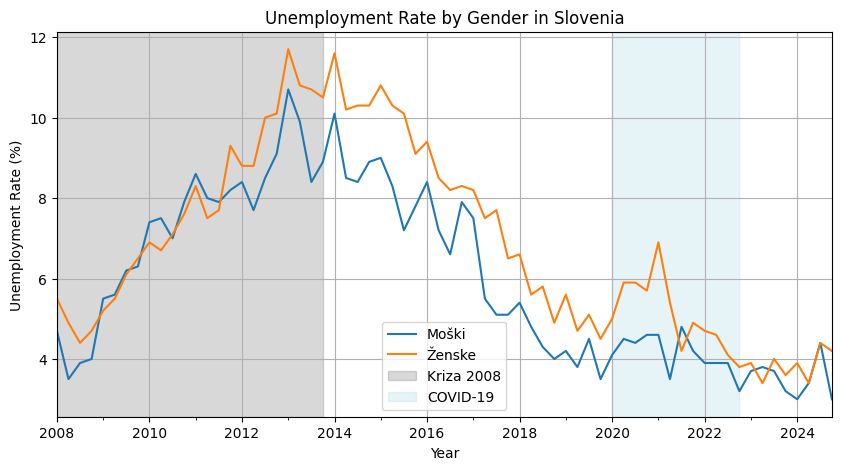 Unemployment Rate by Gender in Slovenia
Unemployment Rate (%)
12
10
8
6
4
Moški
Ženske
Kriza 2008
COVID-19
2008 2010 2012 2014 2016 2018 2020 2022 2024
Year